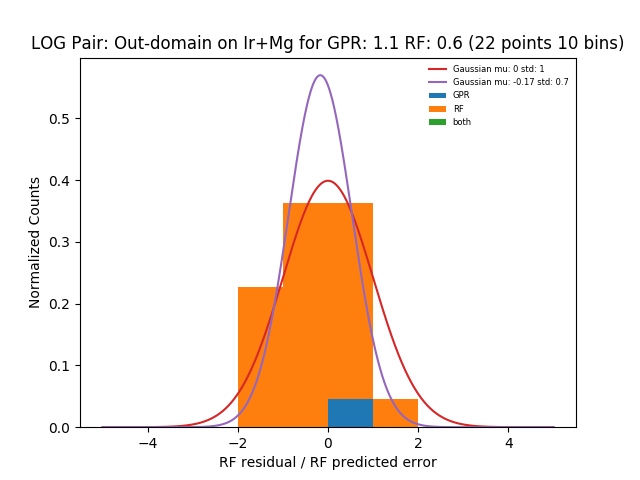 LOG Pair: Out-domain on Ir+Mg for GPR: 1.1 RF: 0.6 (22 points 10 bins)
Gaussian mu: 0 std: 1
Gaussian mu: -0.17 std: 0.7
GPR
RF
both
Normalized Counts
0.5
0.4
0.3
0.2
0.1
0.0
−4 −2 0 2 4
RF residual / RF predicted error